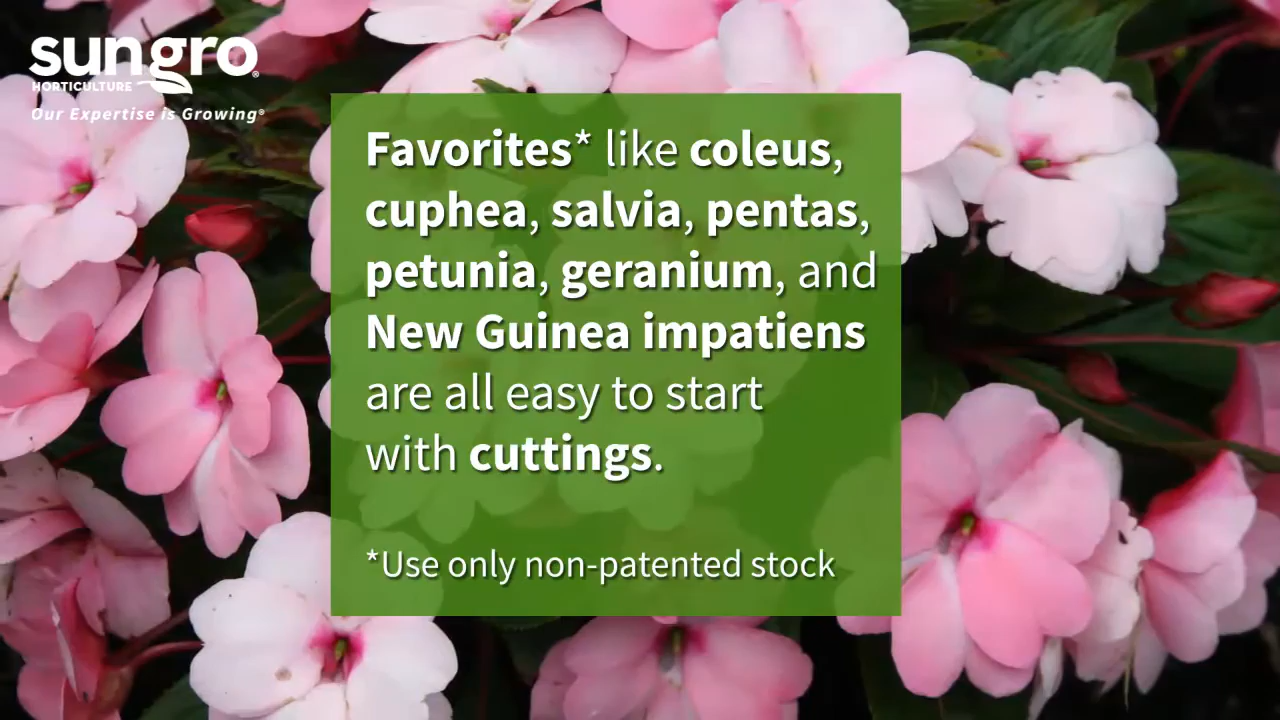 sungro®
HORTICULTURE
Our Expertise is Growing®
Favorites* like coleus,
cuphea, salvia, pentas,
petunia, geranium, and
New Guinea impatiens
are all easy to start
with cuttings.
*Use only non-patented stock